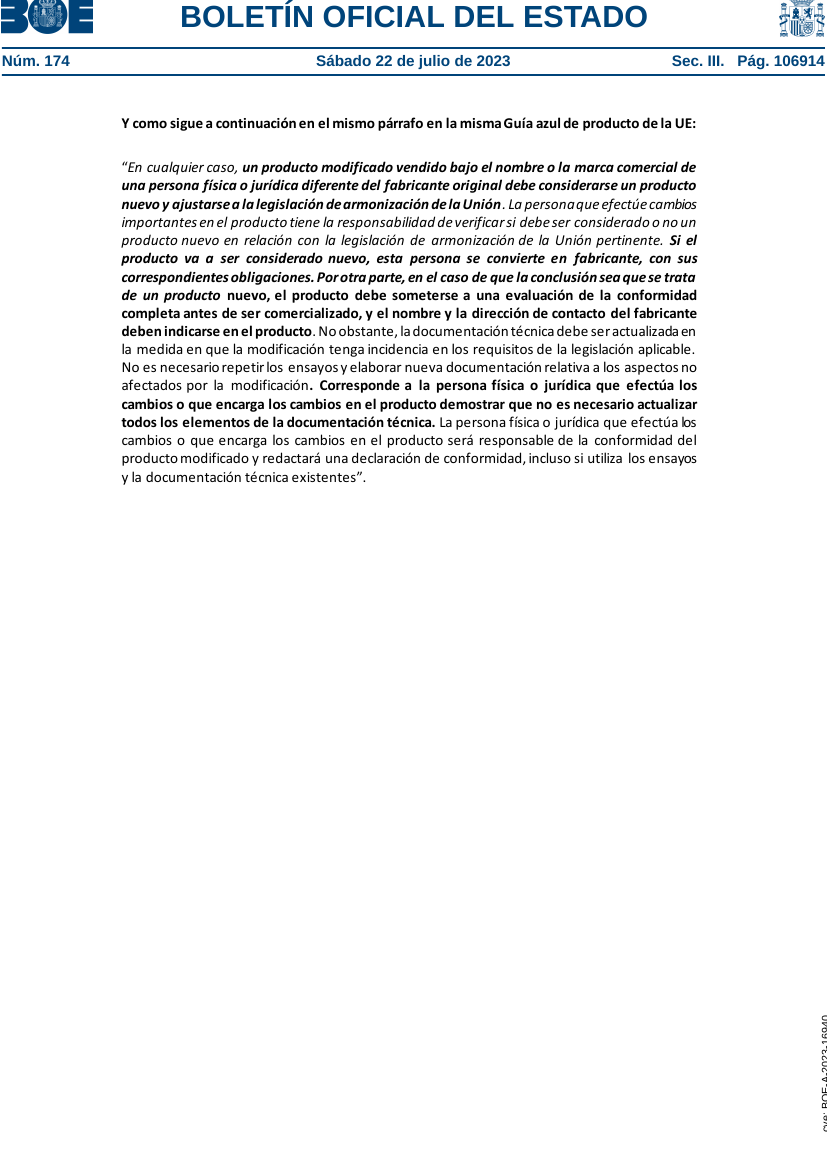 BOE
BOLETÍN OFICIAL DEL ESTADO
Núm. 174 Sábado 22 de julio de 2023 Sec. III. Pág. 106914
Y como sigue a continuación en el mismo párrafo en la misma Guía azul de producto de la UE:
“En cualquier caso, un producto modificado vendido bajo el nombre o la marca comercial de
una persona física o jurídica diferente del fabricante original debe considerarse un producto
nuevo y ajustarse a la legislación de armonización de la Unión. La persona que efectúe cambios
importantes en el producto tiene la responsabilidad de verificar si debe ser considerado o no un
producto nuevo en relación con la legislación de armonización de la Unión pertinente. Si el
producto va a ser considerado nuevo, esta persona se convierte en fabricante, con sus
correspondientes obligaciones. Por otra parte, en el caso de que la conclusión sea que se trata
de un producto nuevo, el producto debe someterse a una evaluación de la conformidad
completa antes de ser comercializado, y el nombre y la dirección de contacto del fabricante
deben indicarse en el producto. No obstante, la documentación técnica debe ser actualizada en
la medida en que la modificación tenga incidencia en los requisitos de la legislación aplicable.
No es necesario repetir los ensayos y elaborar nueva documentación relativa a los aspectos no
afectados por la modificación. Corresponde a la persona física o jurídica que efectúa los
cambios o que encarga los cambios en el producto demostrar que no es necesario actualizar
todos los elementos de la documentación técnica. La persona física o jurídica que efectúa los
cambios o que encarga los cambios en el producto será responsable de la conformidad del
producto modificado y redactará una declaración de conformidad, incluso si utiliza los ensayos
y la documentación técnica existentes”.
cve: BOE-A-2023-16940